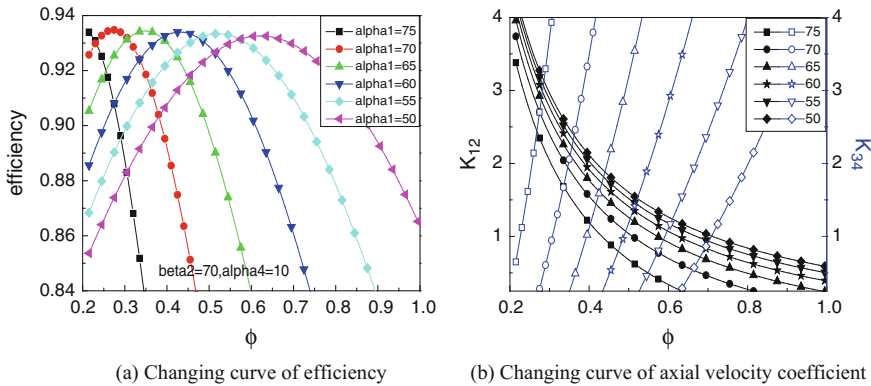 0.94
0.92
0.90
0.88
0.86
0.84
efficiency
0.2 0.3 0.4 0.5 0.6 0.7 0.8 0.9 1.0
ϕ
alpha1=75
alpha1=70
alpha1=65
alpha1=60
alpha1=55
alpha1=50
beta2=70,alpha4=10
(a) Changing curve of efficiency
4
3
2
1
K12
0.2 0.4 0.6 0.8 1.0
ϕ
75
70
65
60
55
50
4
3
2
1
K34
(b) Changing curve of axial velocity coefficient